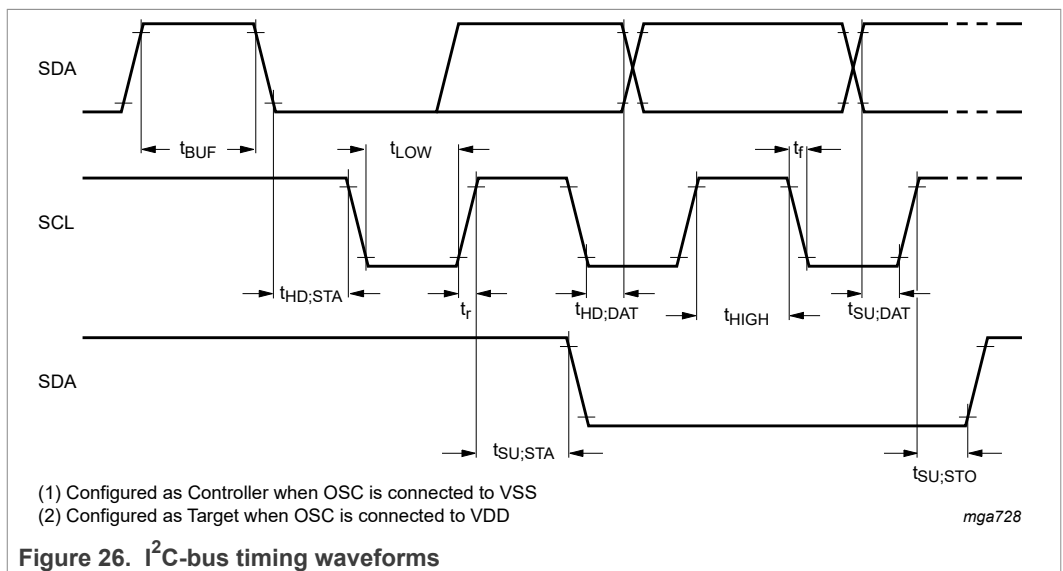 SDA
tBUF
tLOW
tf
SCL
tHD;STA
tr
tHD;DAT
tHIGH
tSU;DAT
SDA
tSU;STA
tSU;STO
(1) Configured as Controller when OSC is connected to VSS
(2) Configured as Target when OSC is connected to VDD
mga728
Figure 26. I²C-bus timing waveforms